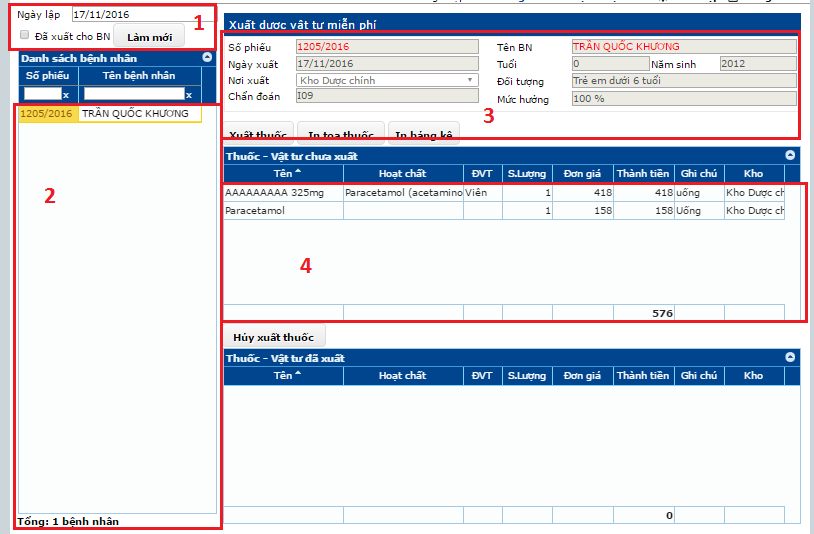 Ngày lập 17/11/2016
1
Đã xuất cho BN Làm mới
Danh sách bệnh nhân
Số phiếu Tên bệnh nhân
x x
1205/2016 TRẦN QUỐC KHƯƠNG
2
Tổng: 1 bệnh nhân
Xuất dược vật tư miễn phí
Số phiếu 1205/2016 Tên BN TRẦN QUỐC KHƯƠNG
Ngày xuất 17/11/2016 Tuổi 0 Năm sinh 2012
Nơi xuất Kho Dược chính Đối tượng Trẻ em dưới 6 tuổi
Chẩn đoán I09 Mức hưởng 100 %
3
Xuất thuốc In toa thuốc In bảng kê
Thuốc - Vật tư chưa xuất
Tên Hoạt chất ĐVT S.Lượng Đơn giá Thành tiền Ghi chú Kho
AAAAAAAAA 325mg Paracetamol (acetamino Viên 1 418 418 uống Kho Dược ch
Paracetamol 1 158 158 Uống Kho Dược ch
4
576
Hủy xuất thuốc
Thuốc - Vật tư đã xuất
Tên Hoạt chất ĐVT S.Lượng Đơn giá Thành tiền Ghi chú Kho
0